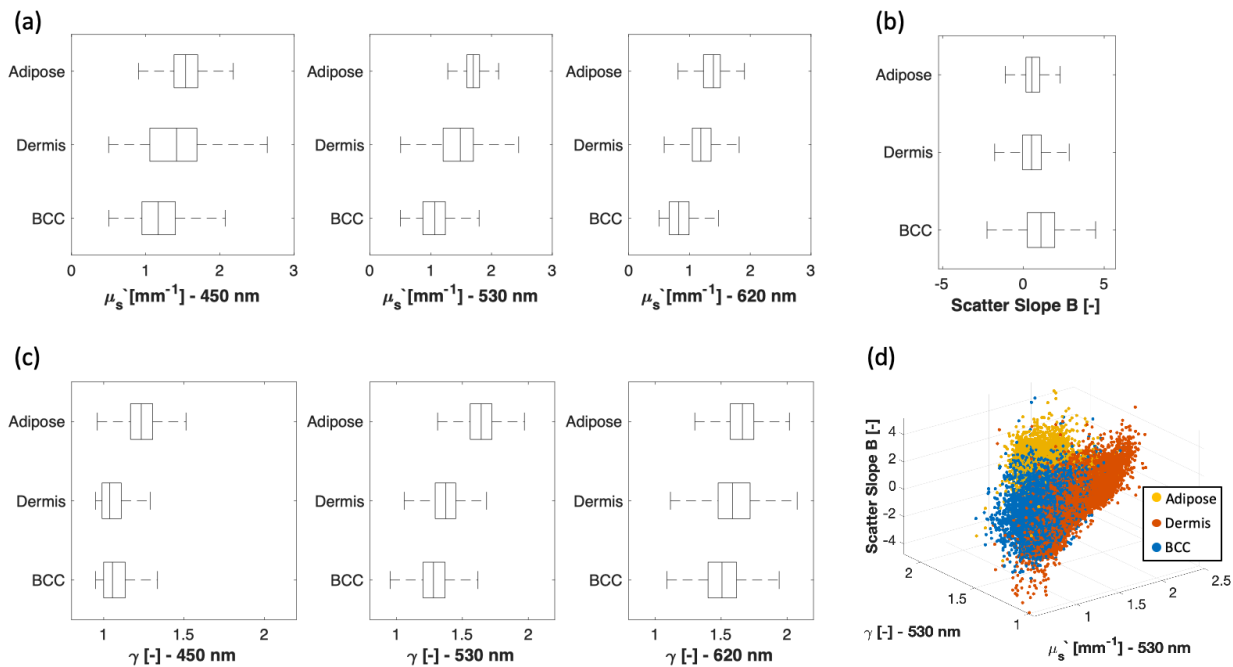 (a)
Adipose
Dermis
BCC
0 1 2 3
μs`[mm-1] - 450 nm
Adipose
Dermis
BCC
0 1 2 3
μs`[mm-1] - 530 nm
Adipose
Dermis
BCC
0 1 2 3
μs`[mm-1] - 620 nm
(b)
Adipose
Dermis
BCC
-5 0 5
Scatter Slope B [-]
(c)
Adipose
Dermis
BCC
1 1.5 2
γ [-] - 450 nm
Adipose
Dermis
BCC
1 1.5 2
γ [-] - 530 nm
Adipose
Dermis
BCC
1 1.5 2
γ [-] - 620 nm
(d)
Scatter Slope B [-]
4
2
0
-2
-4
2
1.5
1
γ [-] - 530 nm
1
1.5
2
2.5
μs` [mm-1] - 530 nm
Adipose
Dermis
BCC